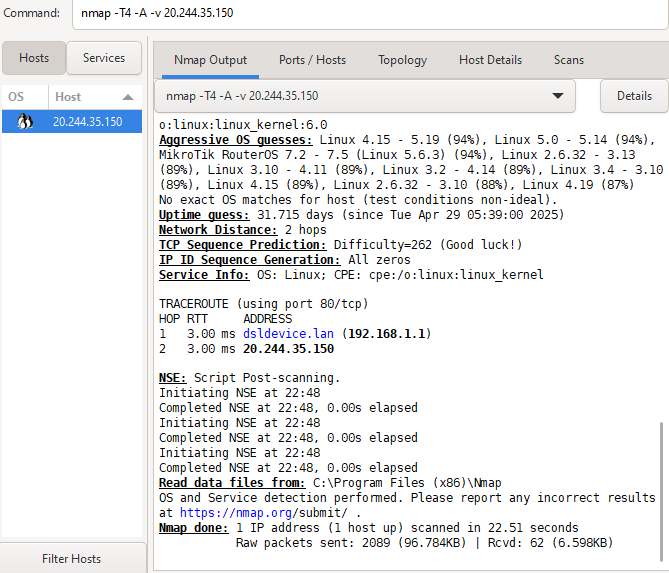 Command: nmap -T4 -A -v 20.244.35.150
Hosts Services
Nmap Output Ports / Hosts Topology Host Details Scans
OS Host
20.244.35.150
nmap -T4 -A -v 20.244.35.150 Details
o:linux:linux_kernel:6.0
Aggressive OS guesses: Linux 4.15 - 5.19 (94%), Linux 5.0 - 5.14 (94%),
MikroTik RouterOS 7.2 - 7.5 (Linux 5.6.3) (94%), Linux 2.6.32 - 3.13
(89%), Linux 3.10 - 4.11 (89%), Linux 3.2 - 4.14 (89%), Linux 3.4 - 3.10
(89%), Linux 4.15 (89%), Linux 2.6.32 - 3.10 (88%), Linux 4.19 (87%)
No exact OS matches for host (test conditions non-ideal).
Uptime guess: 31.715 days (since Tue Apr 29 05:39:00 2025)
Network Distance: 2 hops
TCP Sequence Prediction: Difficulty=262 (Good luck!)
IP ID Sequence Generation: All zeros
Service Info: OS: Linux; CPE: cpe:/o:linux:linux_kernel
TRACEROUTE (using port 80/tcp)
HOP RTT ADDRESS
1 3.00 ms dsldevice.lan (192.168.1.1)
2 3.00 ms 20.244.35.150
NSE: Script Post-scanning.
Initiating NSE at 22:48
Completed NSE at 22:48, 0.00s elapsed
Initiating NSE at 22:48
Completed NSE at 22:48, 0.00s elapsed
Initiating NSE at 22:48
Completed NSE at 22:48, 0.00s elapsed
Read data files from: C:\Program Files (x86)\Nmap
OS and Service detection performed. Please report any incorrect results
at https://nmap.org/submit/ .
Nmap done: 1 IP address (1 host up) scanned in 22.51 seconds
Raw packets sent: 2089 (96.784KB) | Rcvd: 62 (6.598KB)
Filter Hosts